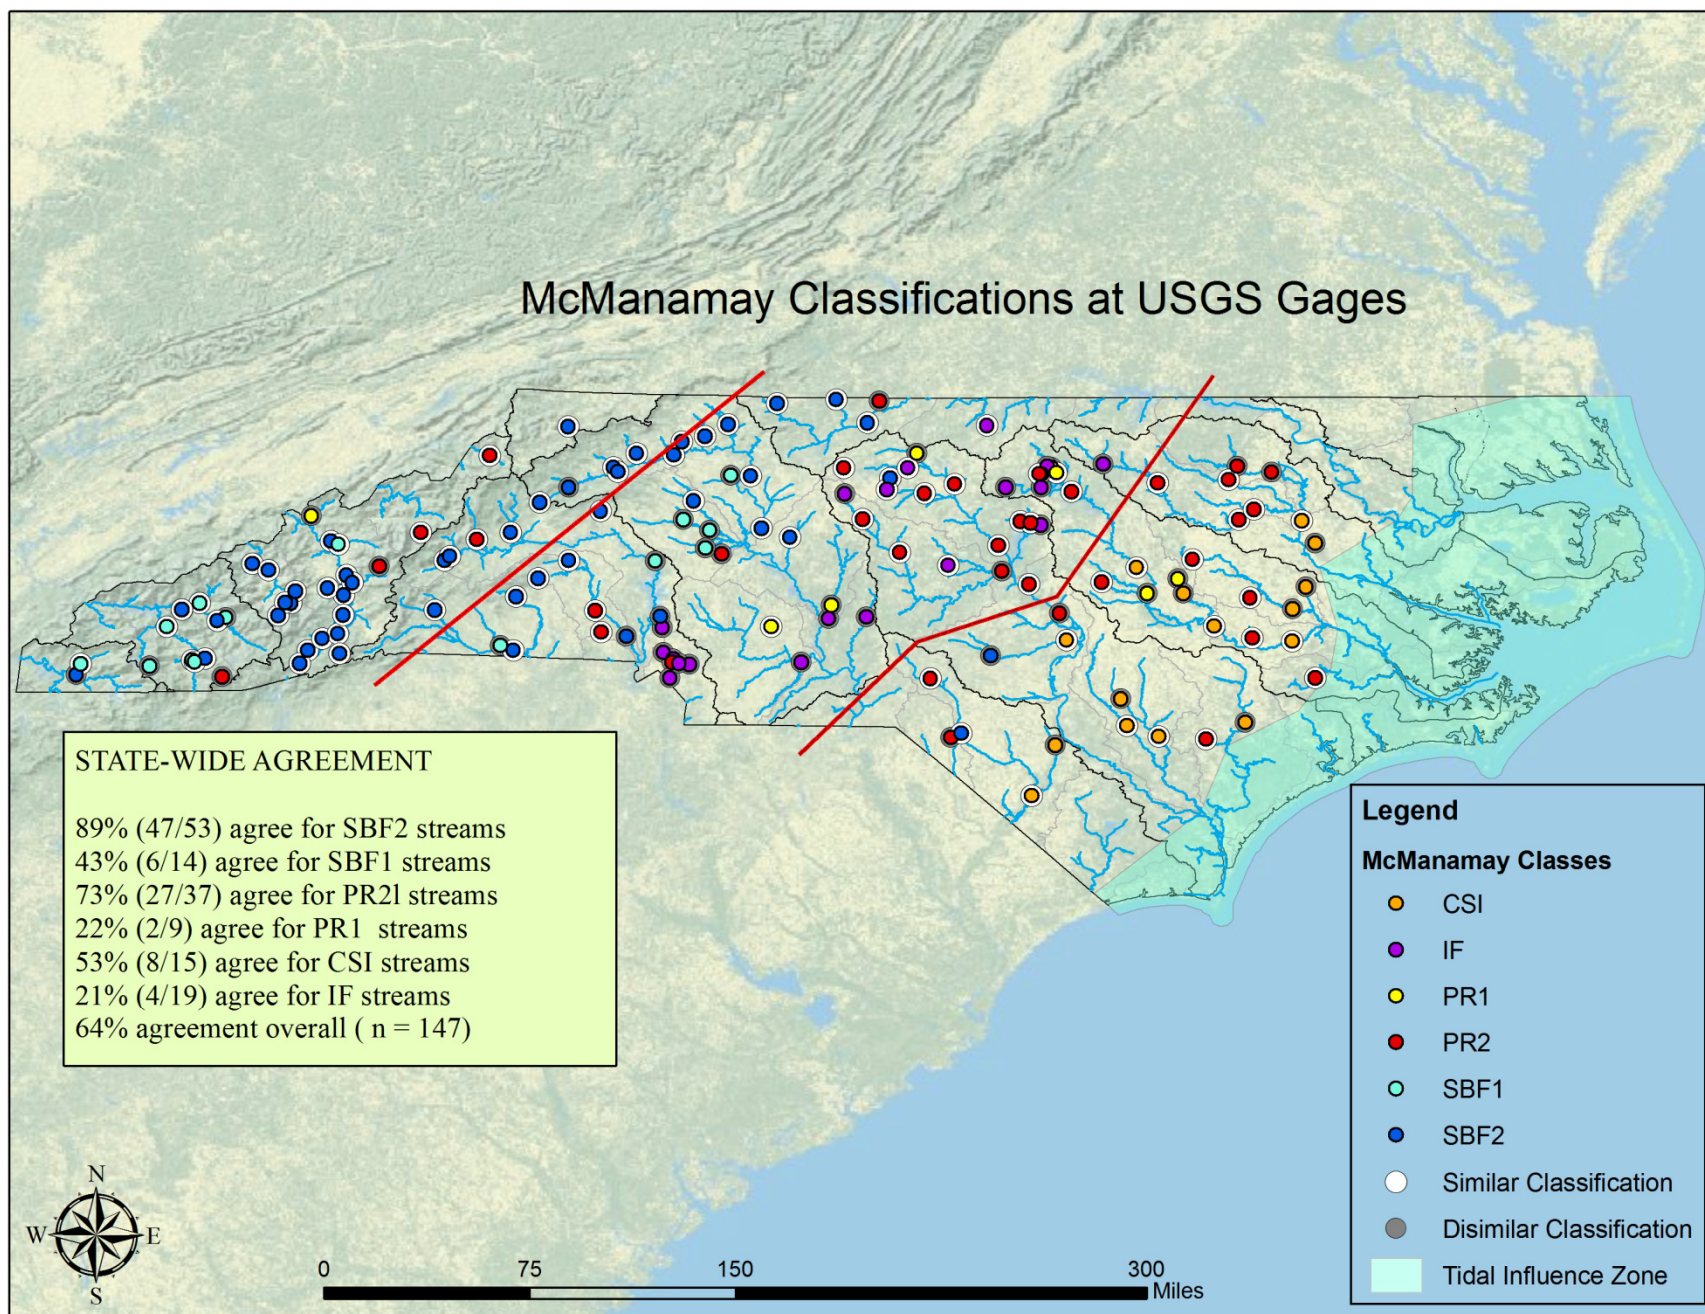 McManamay Classifications at USGS Gages
STATE-WIDE AGREEMENT
89% (47/53) agree for SBF2 streams
43% (6/14) agree for SBF1 streams
73% (27/37) agree for PR2l streams
22% (2/9) agree for PR1 streams
53% (8/15) agree for CSI streams
21% (4/19) agree for IF streams
64% agreement overall ( n = 147)
Legend
McManamay Classes
CSI
IF
PR1
PR2
SBF1
SBF2
Similar Classification
Disimilar Classification
Tidal Influence Zone
N
W E
S
0 75 150 300
Miles